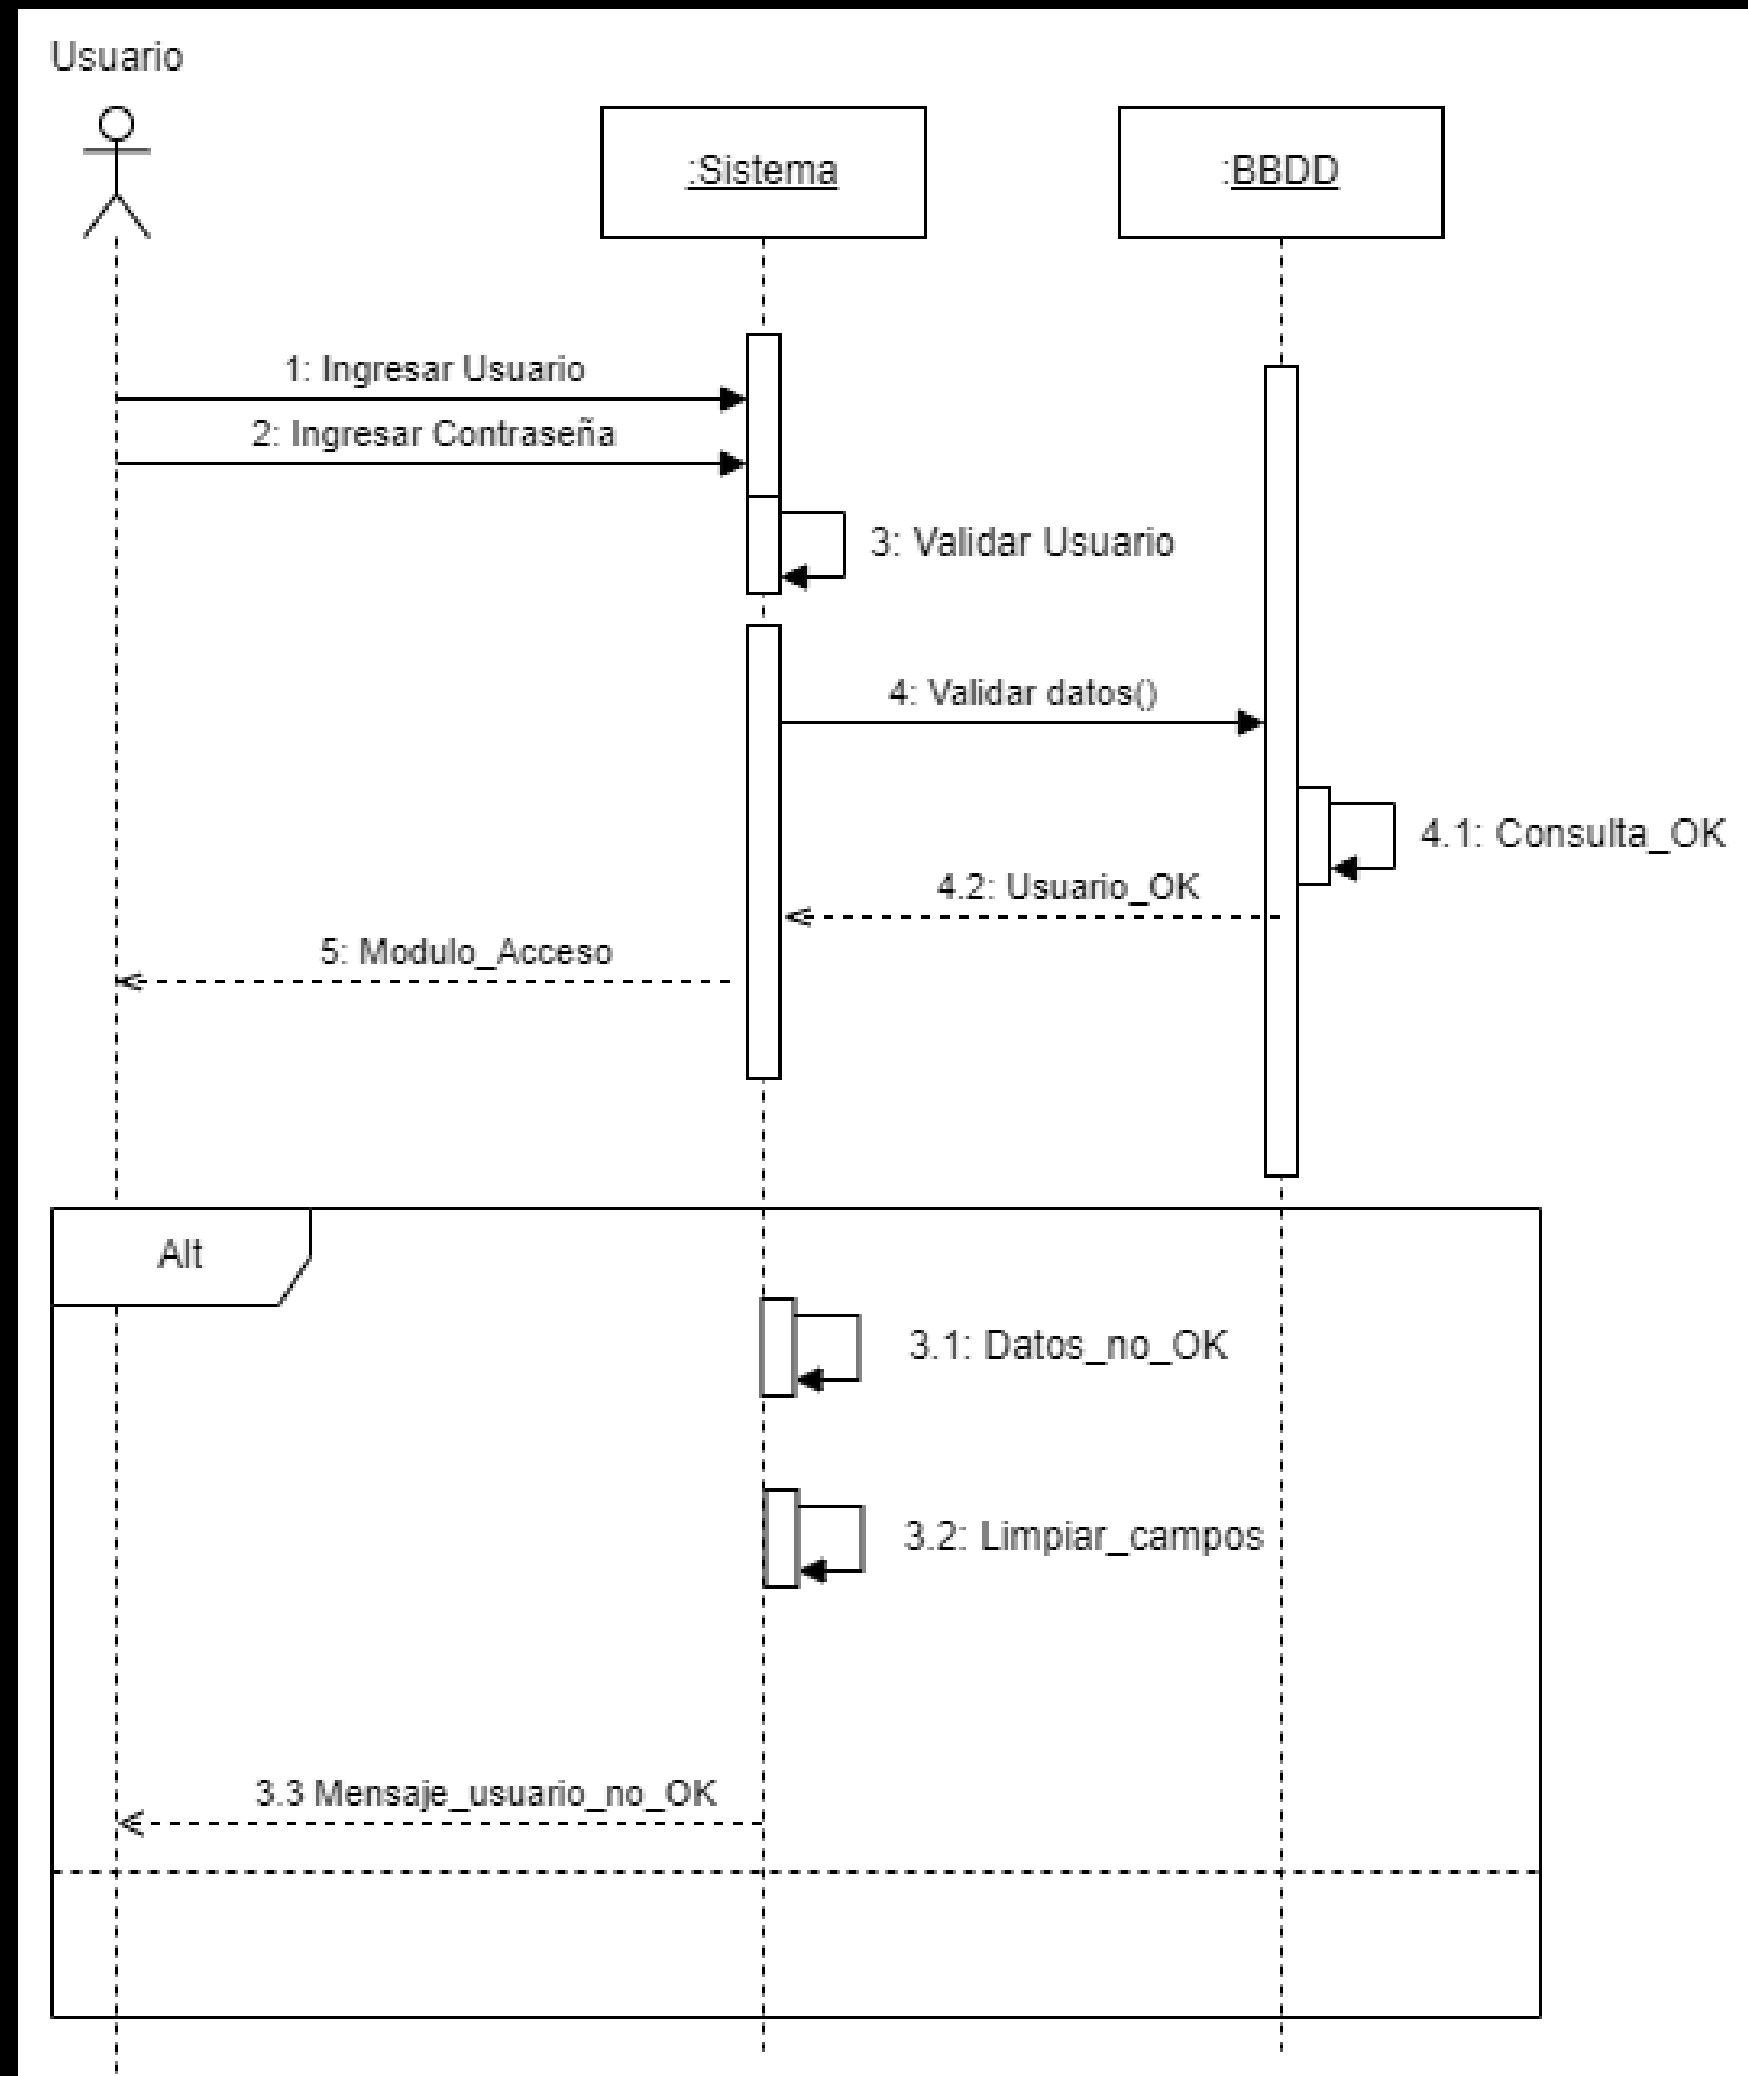 Usuario
:Sistema
:BBDD
1: Ingresar Usuario
2: Ingresar Contraseña
3: Validar Usuario
4: Validar datos()
4.1: Consulta_OK
4.2: Usuario_OK
5: Modulo_Acceso
Alt
3.1: Datos_no_OK
3.2: Limpiar_campos
3.3 Mensaje_usuario_no_OK